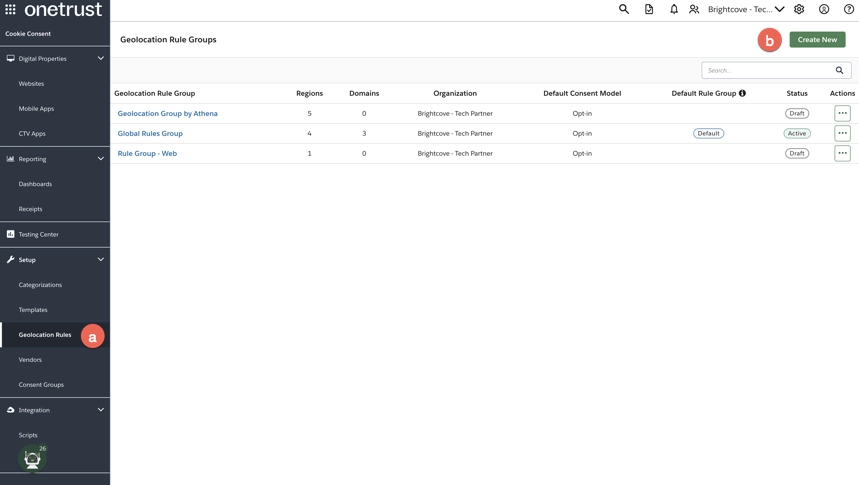 onetrust
Brightcove - Tec...
Cookie Consent
Digital Properties
Websites
Mobile Apps
CTV Apps
Reporting
Dashboards
Receipts
Testing Center
Setup
Categorizations
Templates
Geolocation Rules
a
Vendors
Consent Groups
Integration
Scripts
26
Geolocation Rule Groups
b
Create New
Search...
Geolocation Rule Group Regions Domains Organization Default Consent Model Default Rule Group Status Actions
Geolocation Group by Athena 5 0 Brightcove - Tech Partner Opt-in Draft
Global Rules Group 4 3 Brightcove - Tech Partner Opt-in Default Active
Rule Group - Web 1 0 Brightcove - Tech Partner Opt-in Draft